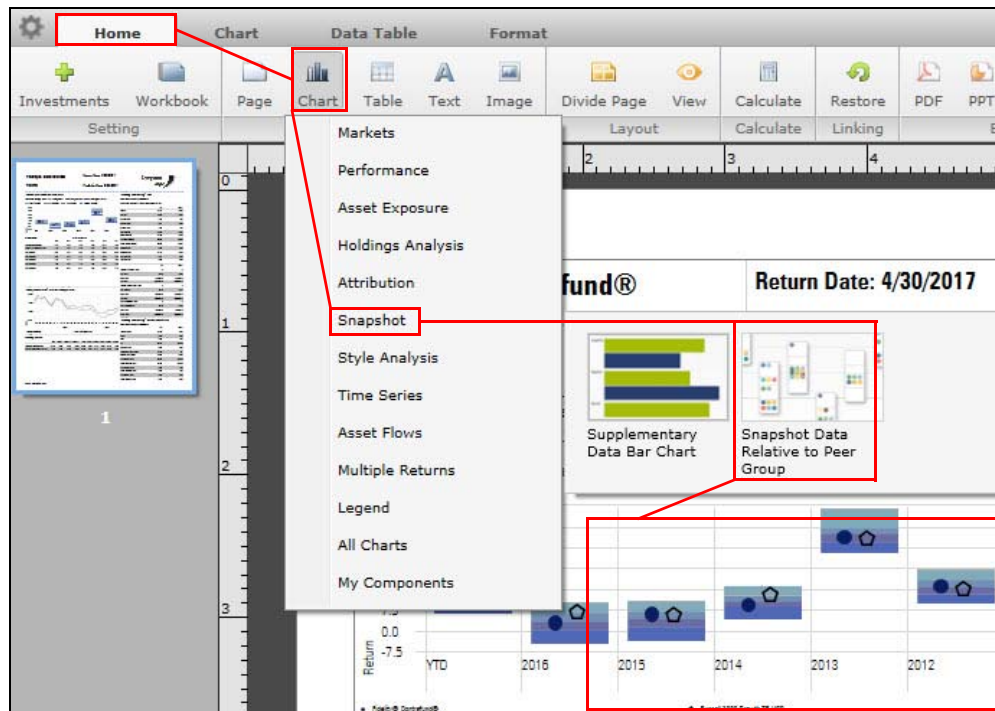 Home Chart Data Table Format
Investments Workbook Page Chart Table Text Image Divide Page View Calculate Restore PDF PPT
Setting Layout Calculate Linking
Markets
Performance
Asset Exposure
Holdings Analysis
Attribution
Snapshot
Style Analysis
Time Series
Asset Flows
Multiple Returns
Legend
All Charts
My Components
2 3 4
0
1
2
3
1
fund® Return Date: 4/30/2017
Supplementary
Data Bar Chart
Snapshot Data
Relative to Peer
Group
0.0
-7.5
Return
YTD 2016 2015 2014 2013 2012